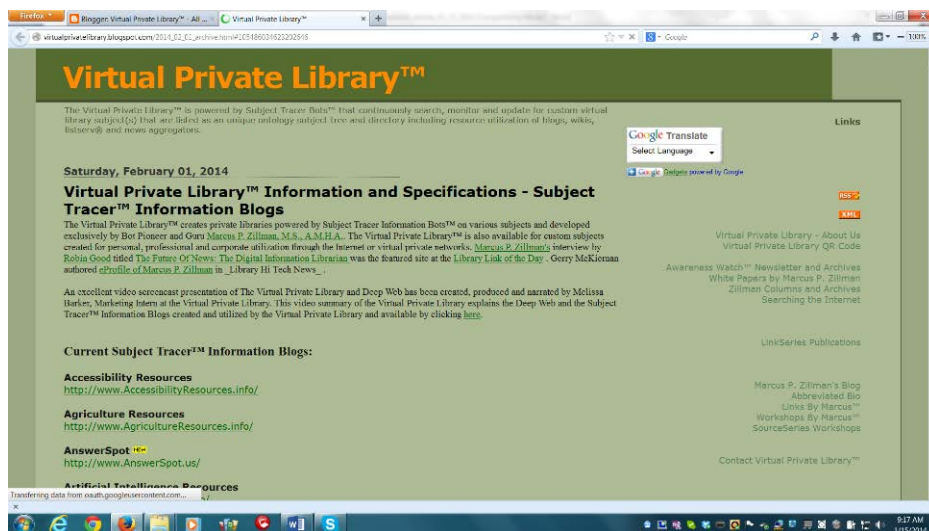 Firefox
Blogger: Virtual Private Library™ - All ...
Virtual Private Library™
virtualprivatelibrary.blogspot.com/2014_02_01_archive.html#105486034623202646
Google
100%
Virtual Private Library™
The Virtual Private Library™ is powered by Subject Tracer Bots™ that continuously search, monitor and update for custom virtual
library subject(s) that are listed as an unique ontology subject tree and directory including resource utilization of blogs, wikis,
listserv® and news aggregators.
Links
Google Translate
Select Language
Google Gadgets powered by Google
Saturday, February 01, 2014
Virtual Private Library™ Information and Specifications - Subject
Tracer™ Information Blogs
The Virtual Private Library™ creates private libraries powered by Subject Tracer Information Bots™ on various subjects and developed
exclusively by Bot Pioneer and Guru Marcus P. Zillman, M.S., A.M.H.A.. The Virtual Private Library™ is also available for custom subjects
created for personal, professional and corporate utilization through the Internet or virtual private networks. Marcus P. Zillman's interview by
Robin Good titled The Future Of News: The Digital Information Librarian was the featured site at the Library Link of the Day . Gerry McKiernan
authored eProfile of Marcus P. Zillman in _Library Hi Tech News_ .
An excellent video screencast presentation of The Virtual Private Library and Deep Web has been created, produced and narrated by Melissa
Barker, Marketing Intern at the Virtual Private Library. This video summary of the Virtual Private Library explains the Deep Web and the Subject
Tracer™ Information Blogs created and utilized by the Virtual Private Library and available by clicking here.
Current Subject Tracer™ Information Blogs:
Accessibility Resources
http://www.AccessibilityResources.info/
Agriculture Resources
http://www.AgricultureResources.info/
AnswerSpot NEW
http://www.AnswerSpot.us/
Artificial Intelligence Resources
RSS
XML
Virtual Private Library - About Us
Virtual Private Library QR Code
Awareness Watch™ Newsletter and Archives
White Papers by Marcus P. Zillman
Zillman Columns and Archives
Searching the Internet
LinkSeries Publications
Marcus P. Zillman's Blog
Abbreviated Bio
Links By Marcus™
Workshops By Marcus™
SourceSeries Workshops
Contact Virtual Private Library™
Transferring data from oauth.googleusercontent.com...
9:17 AM
1/15/2014